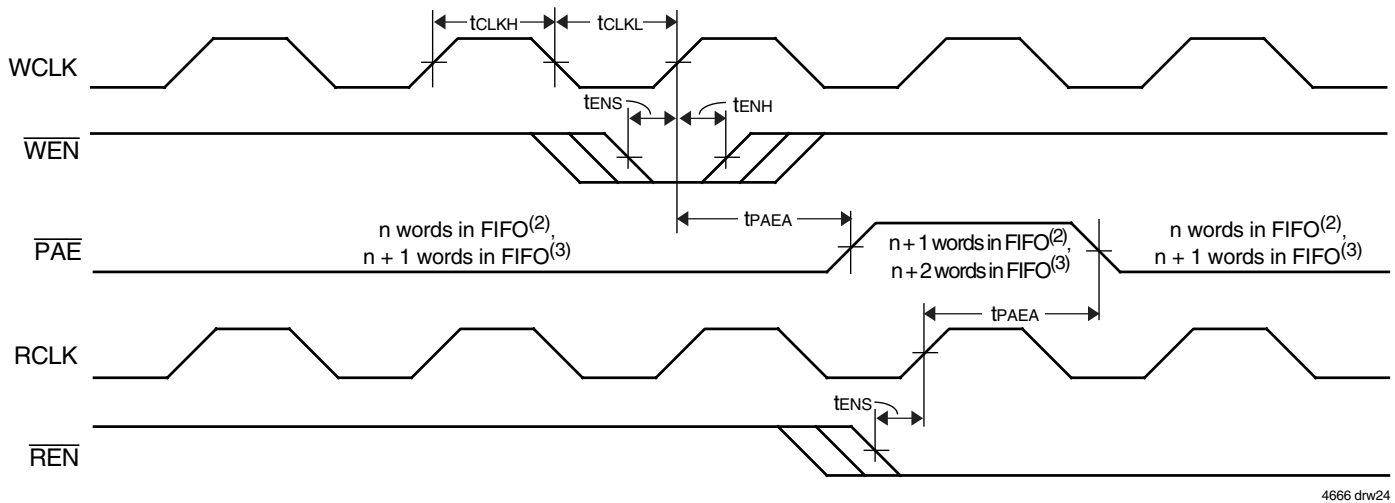 tCLKH
tCLKL
WCLK
tENS
tENH
WEN
tPAEA
PAE
n words in FIFO(2),
n + 1 words in FIFO(3)
n + 1 words in FIFO(2),
n + 2 words in FIFO(3)
n words in FIFO(2),
n + 1 words in FIFO(3)
tPAEA
RCLK
tENS
REN
4666 drw24